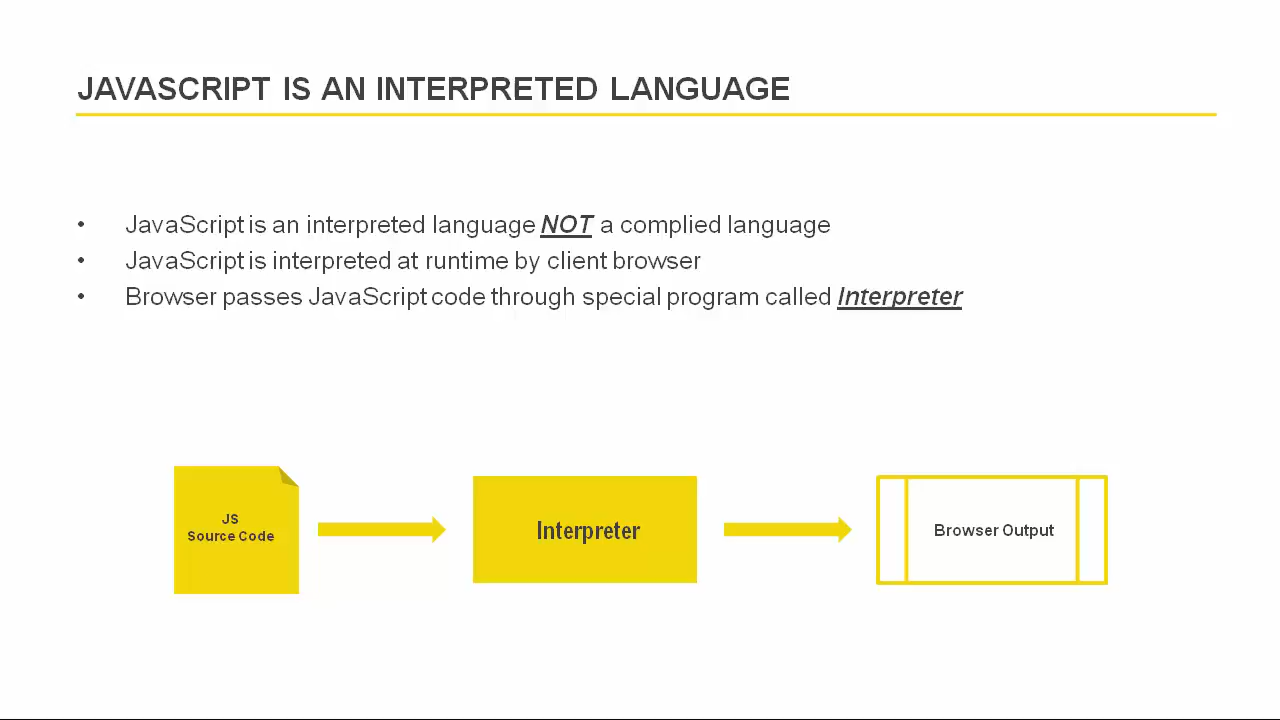 JAVASCRIPT IS AN INTERPRETED LANGUAGE
• JavaScript is an interpreted language NOT a complied language
• JavaScript is interpreted at runtime by client browser
• Browser passes JavaScript code through special program called Interpreter
JS
Source Code
Interpreter
Browser Output